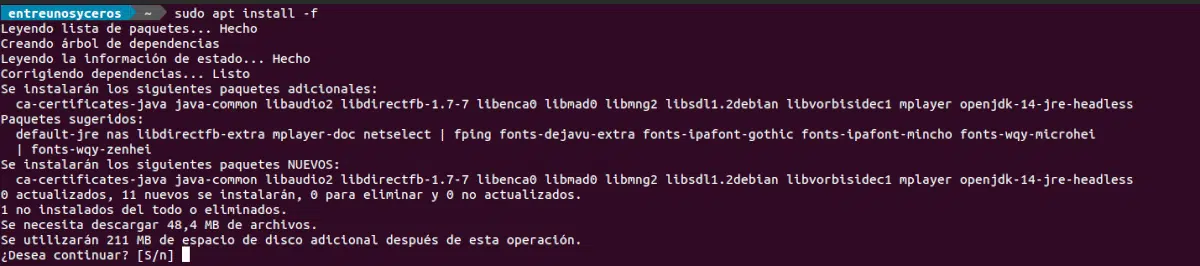 entreunosyceros ~ sudo apt install -f
Leyendo lista de paquetes... Hecho
Creando árbol de dependencias
Leyendo la información de estado... Hecho
Corrigiendo dependencias... Listo
Se instalarán los siguientes paquetes adicionales:
ca-certificates-java java-common libaudio2 libdirectfb-1.7-7 libenca0 libmad0 libmng2 libsdl1.2debian libvorbisidec1 mplayer openjdk-14-jre-headless
Paquetes sugeridos:
default-jre nas libdirectfb-extra mplayer-doc netselect | fping fonts-dejavu-extra fonts-ipafont-gothic fonts-ipafont-mincho fonts-wqy-microhei
| fonts-wqy-zenhei
Se instalarán los siguientes paquetes NUEVOS:
ca-certificates-java java-common libaudio2 libdirectfb-1.7-7 libenca0 libmad0 libmng2 libsdl1.2debian libvorbisidec1 mplayer openjdk-14-jre-headless
0 actualizados, 11 nuevos se instalarán, 0 para eliminar y 0 no actualizados.
1 no instalados del todo o eliminados.
Se necesita descargar 48,4 MB de archivos.
Se utilizarán 211 MB de espacio de disco adicional después de esta operación.
¿Desea continuar? [S/n]